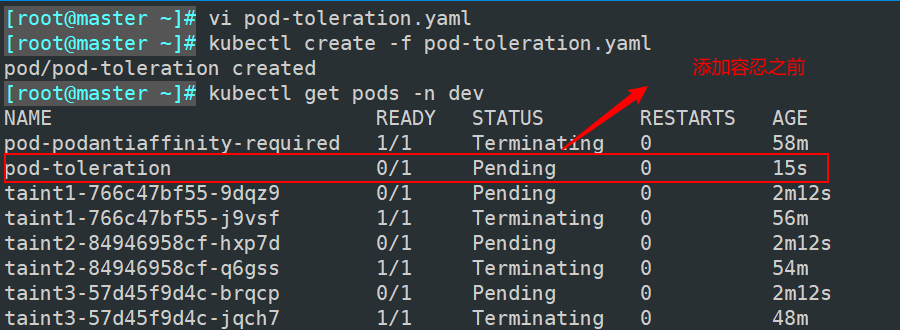 [root@master ~]# vi pod-toleration.yaml
[root@master ~]# kubectl create -f pod-toleration.yaml
pod/pod-toleration created
添加容忍之前
[root@master ~]# kubectl get pods -n dev
NAME READY STATUS RESTARTS AGE
pod-podantiaffinity-required 1/1 Terminating 0 58m
pod-toleration 0/1 Pending 0 15s
taint1-766c47bf55-9dqz9 0/1 Pending 0 2m12s
taint1-766c47bf55-j9vsf 1/1 Terminating 0 56m
taint2-84946958cf-hxp7d 0/1 Pending 0 2m12s
taint2-84946958cf-q6gss 1/1 Terminating 0 54m
taint3-57d45f9d4c-brqcp 0/1 Pending 0 2m12s
taint3-57d45f9d4c-jqch7 1/1 Terminating 0 48m